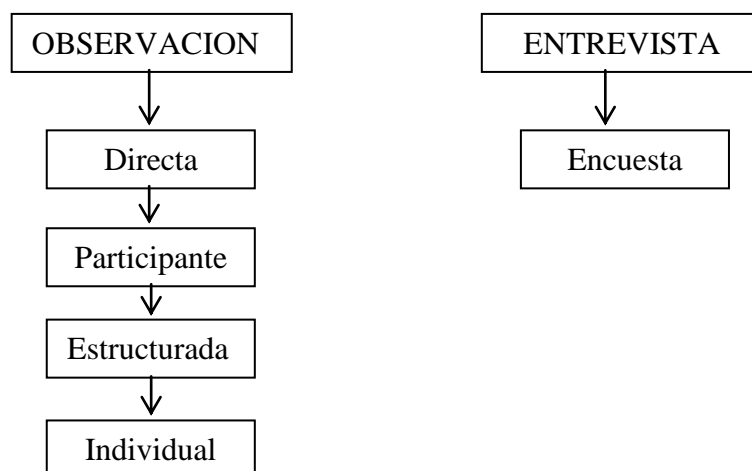 OBSERVACION
ENTREVISTA
Directa
Encuesta
Participante
Estructurada
Individual